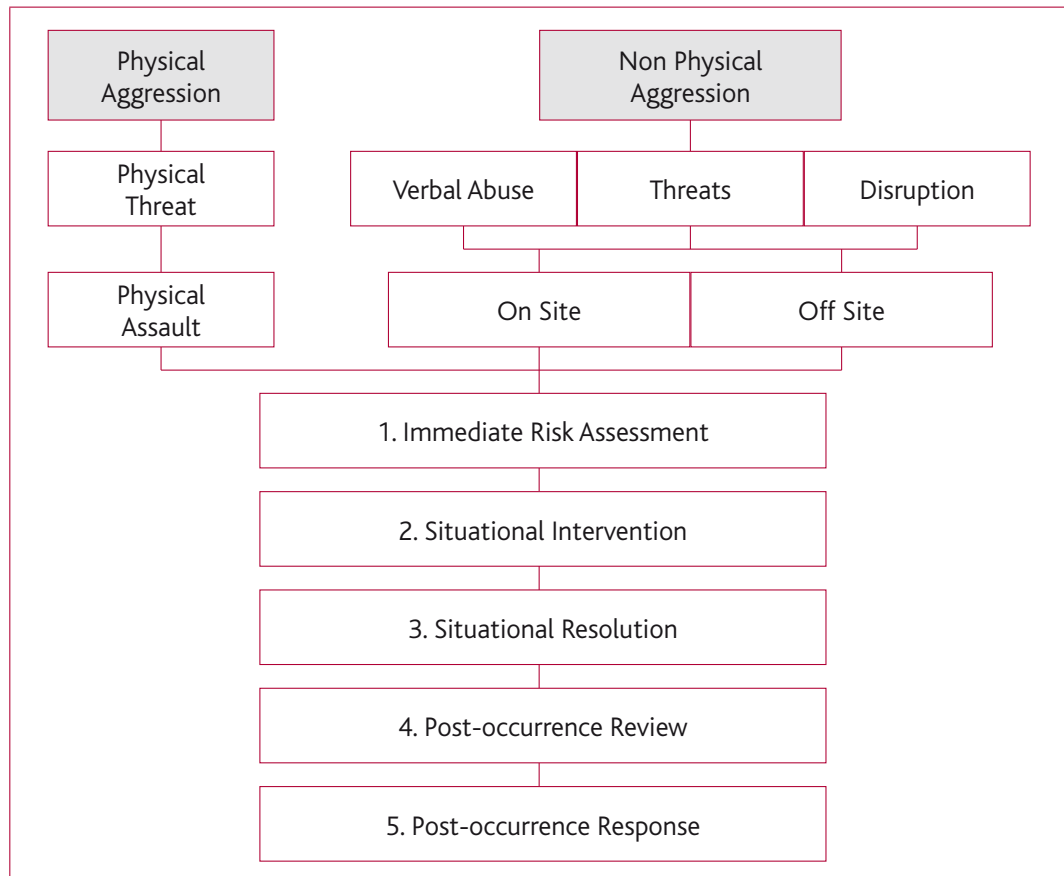 Physical
Aggression
Non Physical
Aggression
Physical
Threat
Verbal Abuse
Threats
Disruption
Physical
Assault
On Site
Off Site
1. Immediate Risk Assessment
2. Situational Intervention
3. Situational Resolution
4. Post-occurrence Review
5. Post-occurrence Response